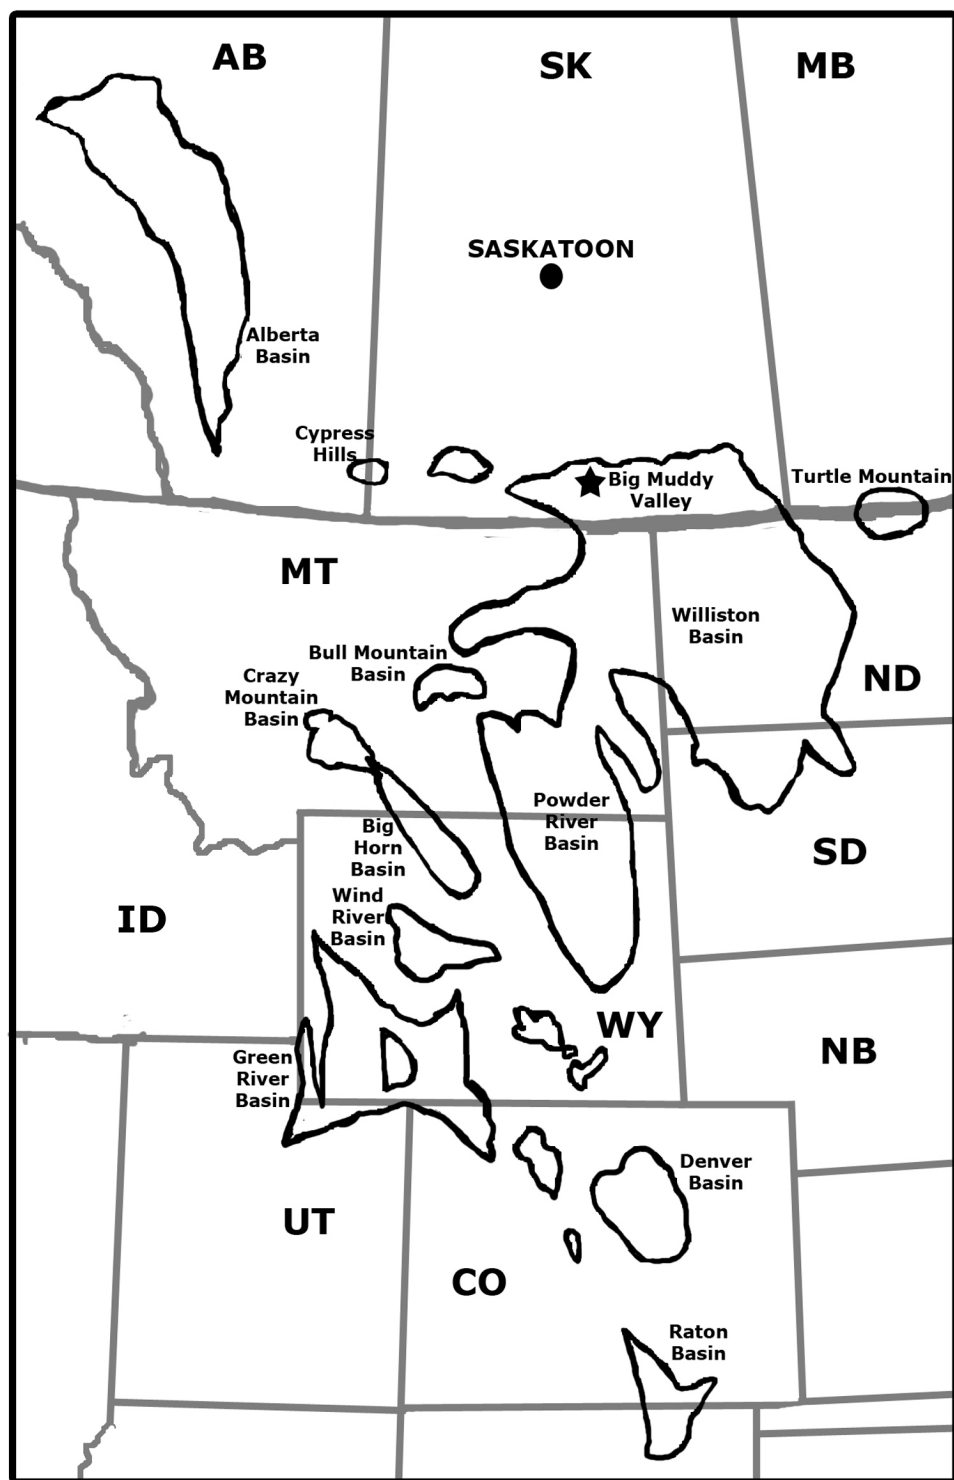 AB
SK
MB
SASKATOON
Alberta
Basin
Cypress
Hills
Big Muddy
Valley
Turtle Mountain
MT
Williston
Basin
Bull Mountain
Basin
Crazy
Mountain
Basin
ND
Powder
River
Basin
Big
Horn
Basin
SD
Wind
River
Basin
ID
WY
NB
Green
River
Basin
Denver
Basin
UT
CO
Raton
Basin